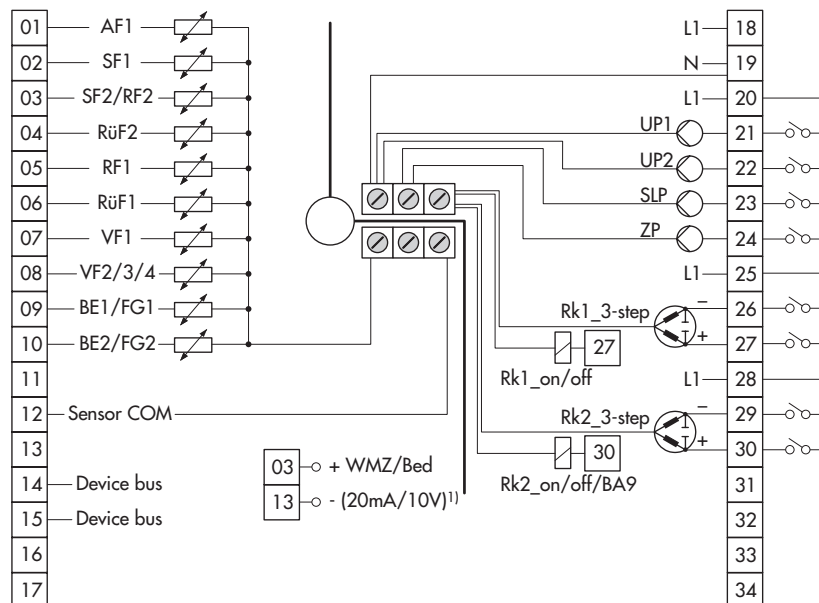 01 AF1 L1 18
02 SF1 N 19
03 SF2/RF2 L1 20
04 RüF2 UP1 21
05 RF1 UP2 22
06 RüF1 SLP 23
07 VF1 ZP 24
08 VF2/3/4 L1 25
09 BE1/FG1 Rk1_3-step − 26
10 BE2/FG2 27 + 27
Rk1_on/off
11 L1 28
12 Sensor COM Rk2_3-step − 29
13 03 + WMZ/Bed 30 + 30
Rk2_on/off/BA9
14 Device bus 13 - (20mA/10V)1) 31
15 Device bus 32
16 33
17 34